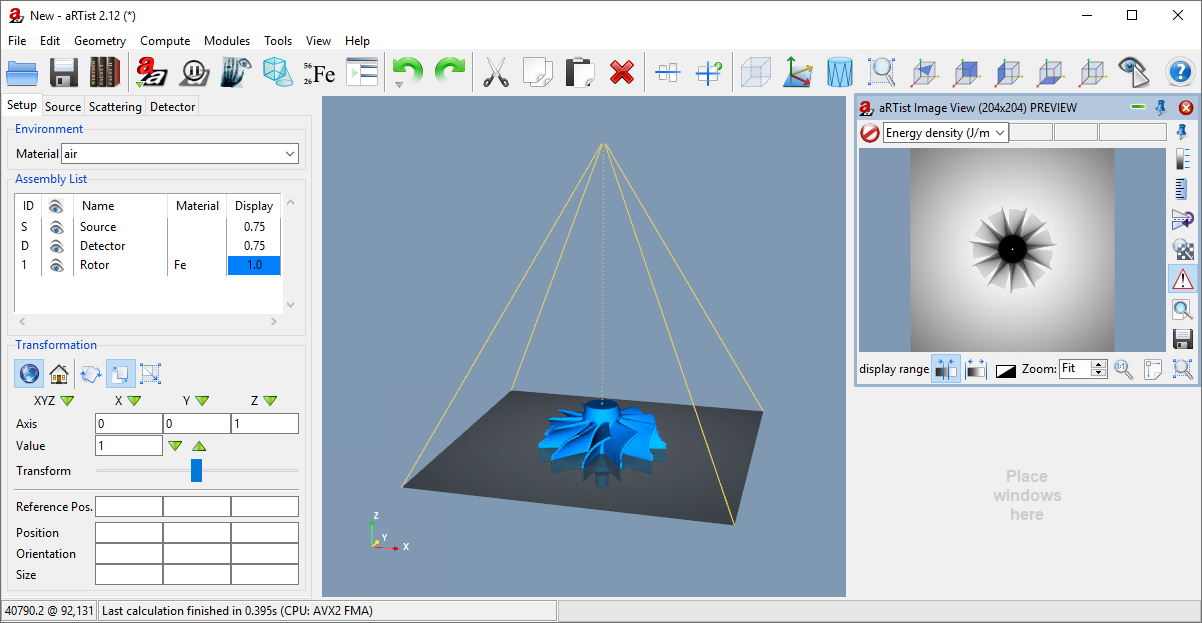 New - aRTist 2.12 (*)
File Edit Geometry Compute Modules Tools View Help
56
26 Fe
Setup Source Scattering Detector
Environment
Material air
Assembly List
ID Name Material Display
S Source 0.75
D Detector 0.75
1 Rotor Fe 1.0
Transformation
XYZ X Y Z
Axis 0 0 1
Value 1
Transform
Reference Pos.
Position
Orientation
Size
Z
Y
X
aRTist Image View (204x204) PREVIEW
Energy density (J/m
display range Zoom: Fit
Place
windows
here
40790.2 @ 92,131 Last calculation finished in 0.395s (CPU: AVX2 FMA)